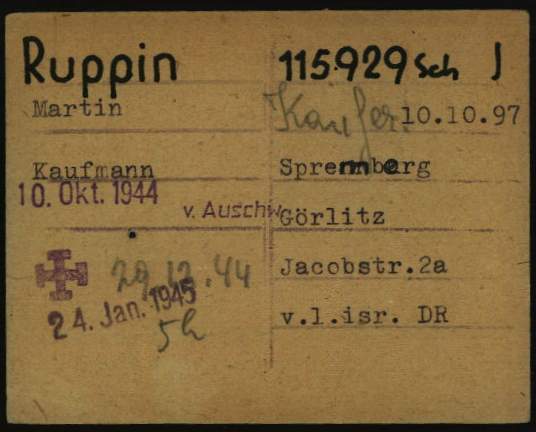 Ruppin 115929 Sch J
Martin Kaufer. 10.10.97
Kaufmann Spremberg
10. Okt. 1944
v. Auschw. Görlitz
29.12.44 Jacobstr.2a
24. Jan. 1945
5h v.l.isr. DR